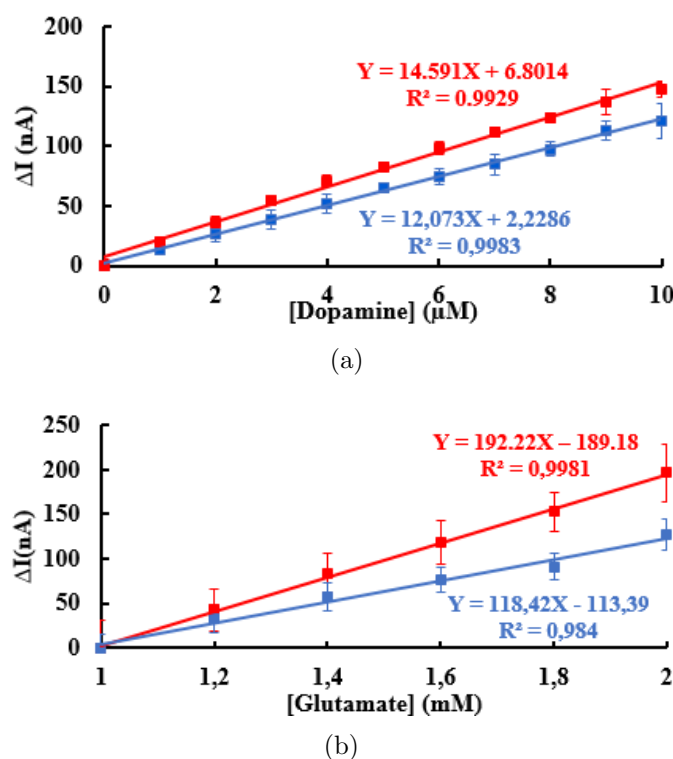 200
150
100
50
0
ΔI (nA)
Y = 14.591X + 6.8014
R² = 0.9929
Y = 12,073X + 2,2286
R² = 0,9983
0 2 4 6 8 10
[Dopamine] (µM)
(a)
250
200
150
100
50
0
ΔI(nA)
Y = 192.22X – 189.18
R² = 0,9981
Y = 118,42X - 113,39
R² = 0,984
1 1,2 1,4 1,6 1,8 2
[Glutamate] (mM)
(b)